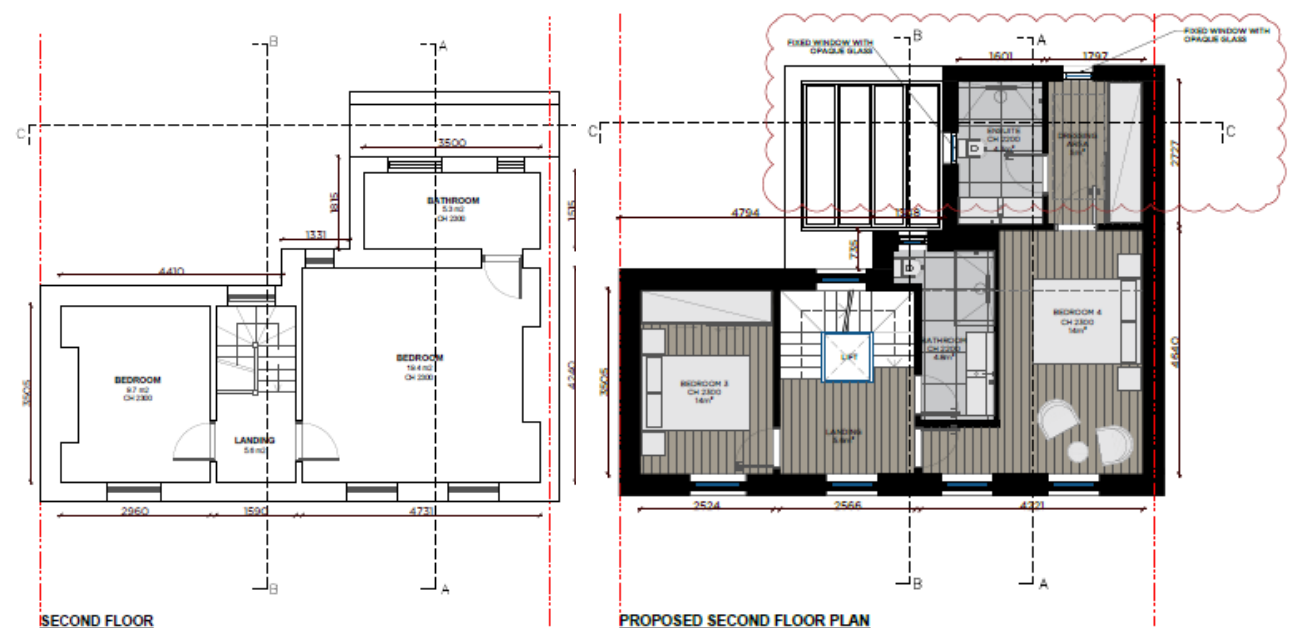 B
A
C
3500
BATHROOM
5.3 m2
CH 2300
1815
1515
1331
4410
BEDROOM
9.7 m2
CH 2300
BEDROOM
19.4 m2
CH 2300
3505
4240
LANDING
5.6 m2
2960
1590
4731
B
A
SECOND FLOOR
FIXED WINDOW WITH
OPAQUE GLASS
B
A
FIXED WINDOW WITH
OPAQUE GLASS
1601
1797
C
C
ENSUITE
CH 2200
DRESSING
AREA
2727
4794
735
BEDROOM 4
CH 2300
14m²
BATHROOM
CH 2200
4.8m²
LIFT
BEDROOM 3
CH 2300
14m²
LANDING
5.6m²
3505
4640
2524
2566
4221
B
A
PROPOSED SECOND FLOOR PLAN